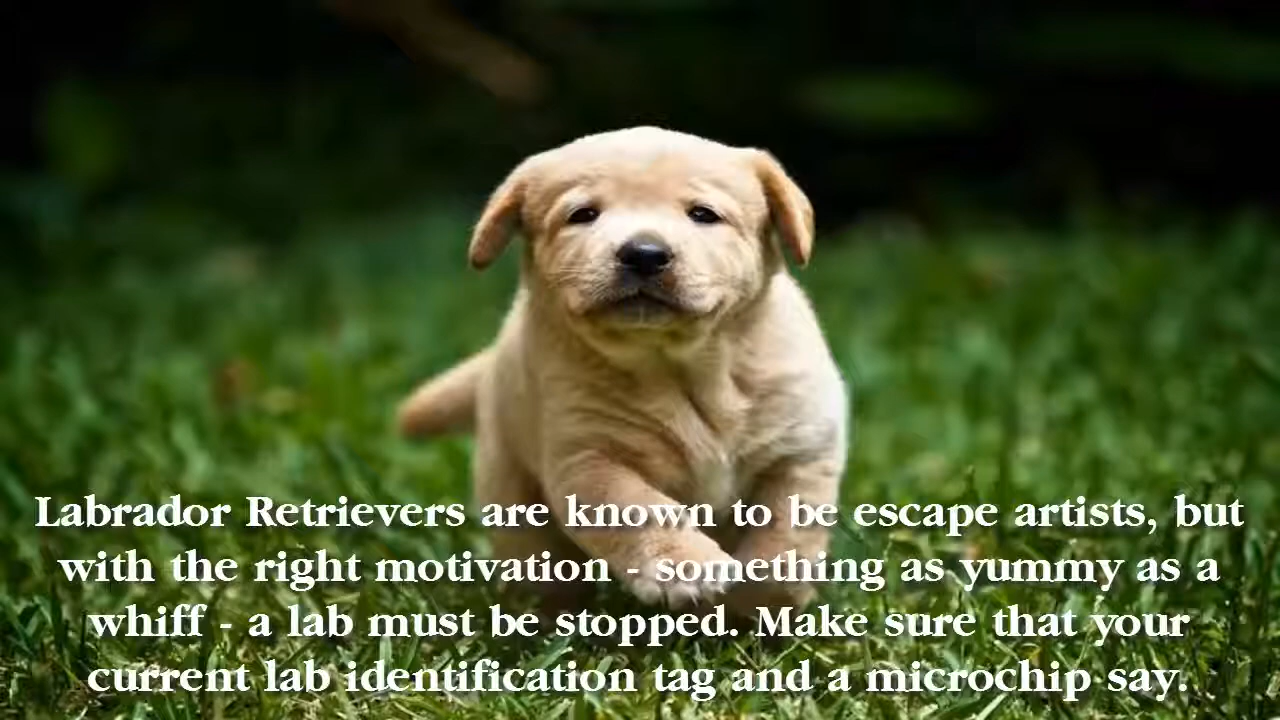 Labrador Retrievers are known to be escape artists, but
with the right motivation - something as yummy as a
whiff - a lab must be stopped. Make sure that your
current lab identification tag and a microchip say.